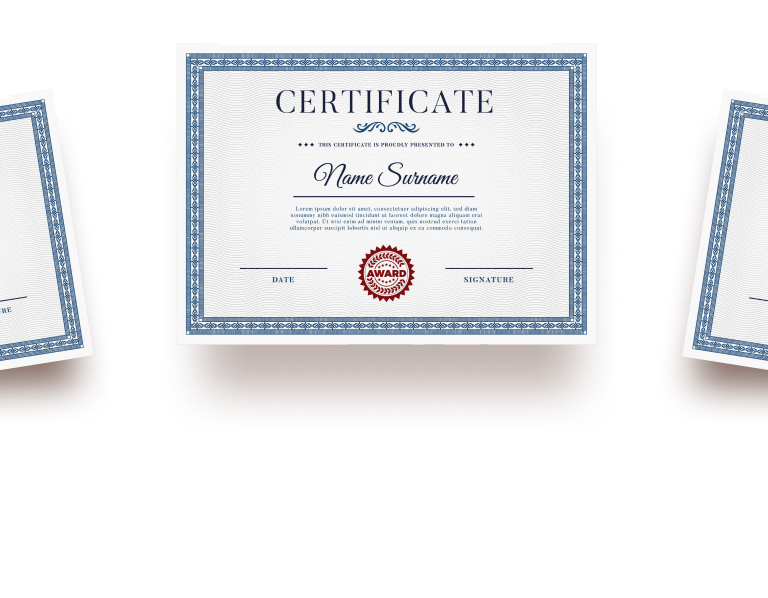 CERTIFICATE
THIS CERTIFICATE IS PROUDLY PRESENTED TO
Name Surname
Lorem ipsum dolor sit amet, consectetuer adipiscing elit, sed diam
nonummy nibh euismod tincidunt ut laoreet dolore magna aliquam erat
volutpat. Ut wisi enim ad minim veniam, quis nostrud exerci tation
ullamcorper suscipit lobortis nisl ut aliquip ex ea commodo consequat.
AWARD
DATE
SIGNATURE
RE